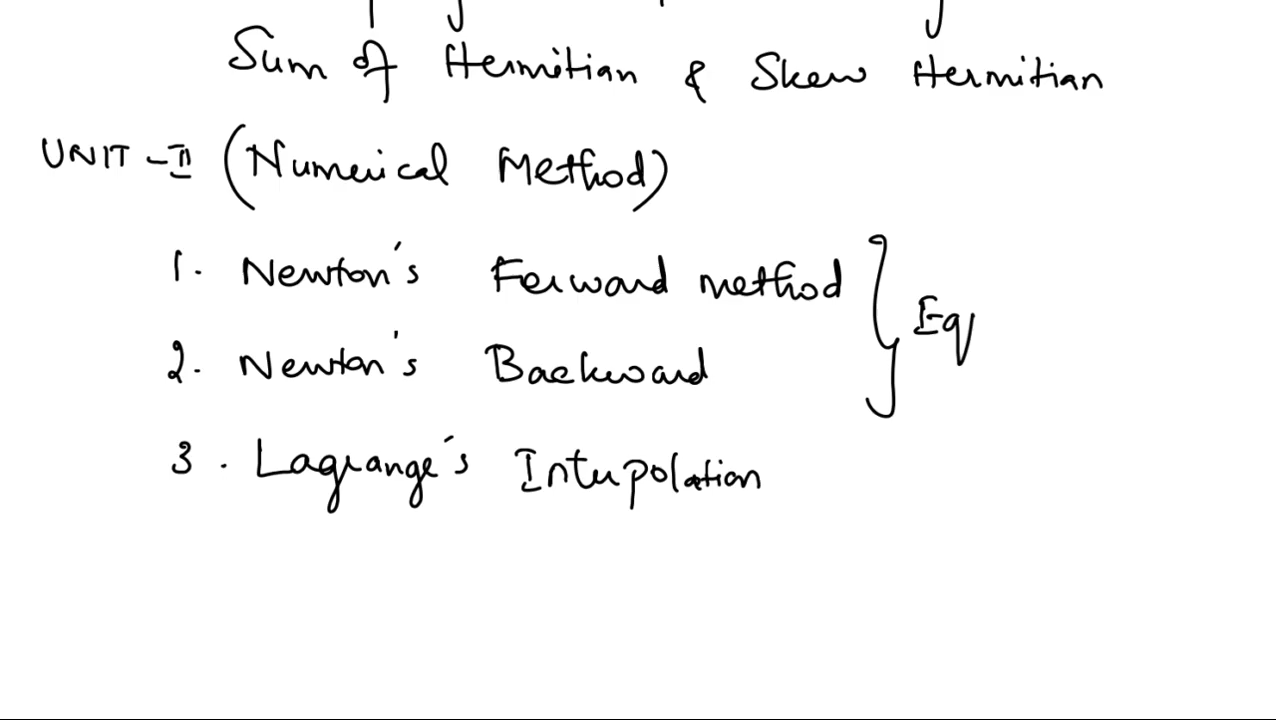 Sum of Hermitian & Skew Hermitian
UNIT - II (Numerical Method)
1. Newton's Forward method
Eq
2. Newton's Backward
3. Lagrange's Interpolation